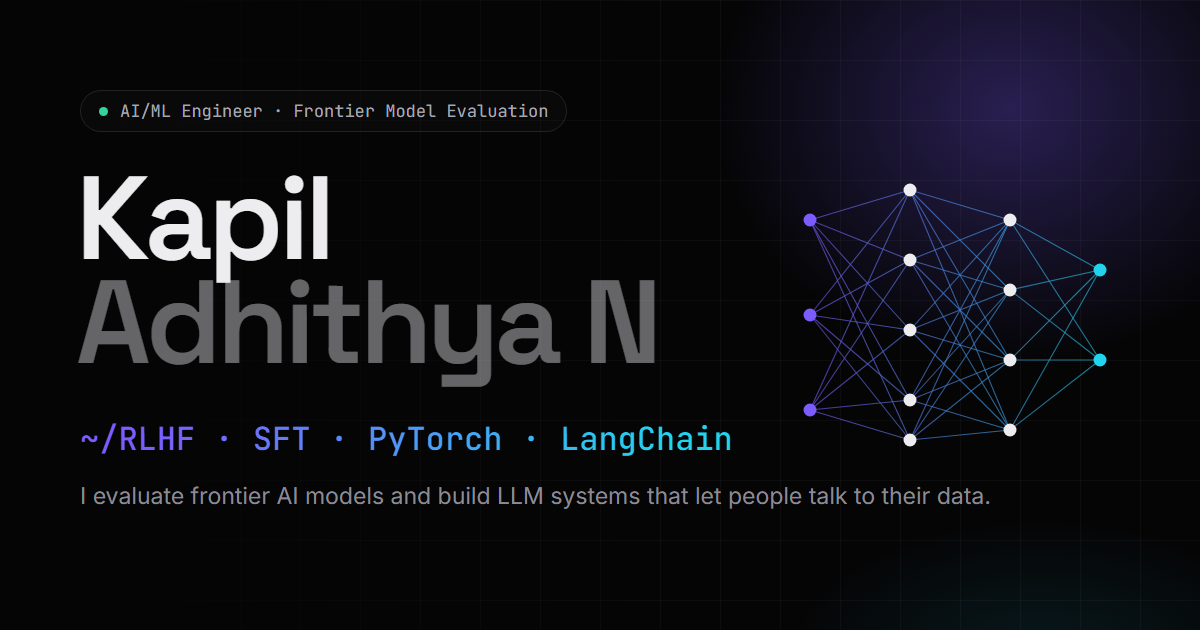 AI/ML Engineer · Frontier Model Evaluation
Kapil
Adhithya N
~/RLHF · SFT · PyTorch · LangChain
I evaluate frontier AI models and build LLM systems that let people talk to their data.